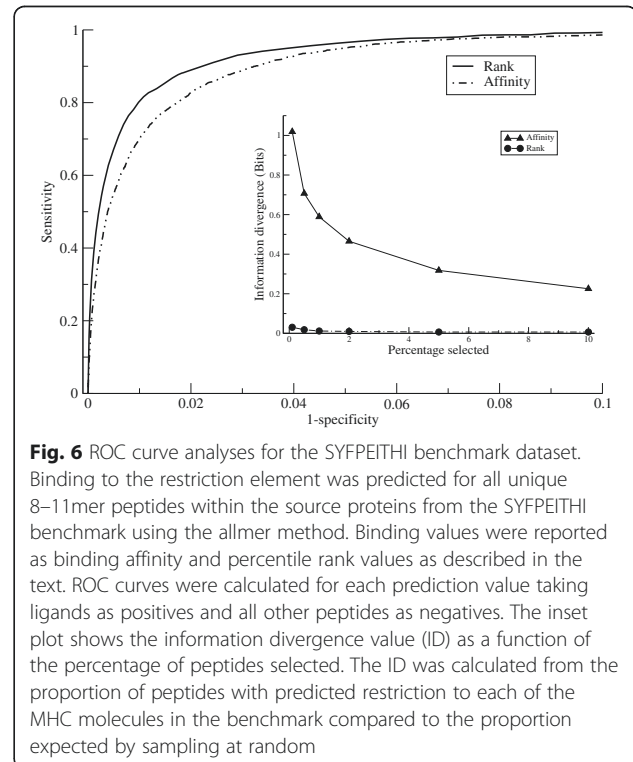 1
0.8
0.6
0.4
0.2
0
Sensitivity
0
0.02
0.04
0.06
0.08
0.1
1-specificity
Rank
Affinity
1
0.8
0.6
0.4
0.2
0
Information divergence (Bits)
0
2
4
6
8
10
Percentage selected
Affinity
Rank
Fig. 6 ROC curve analyses for the SYFPEITHI benchmark dataset.
Binding to the restriction element was predicted for all unique
8–11mer peptides within the source proteins from the SYFPEITHI
benchmark using the allmer method. Binding values were reported
as binding affinity and percentile rank values as described in the
text. ROC curves were calculated for each prediction value taking
ligands as positives and all other peptides as negatives. The inset
plot shows the information divergence value (ID) as a function of
the percentage of peptides selected. The ID was calculated from the
proportion of peptides with predicted restriction to each of the
MHC molecules in the benchmark compared to the proportion
expected by sampling at random